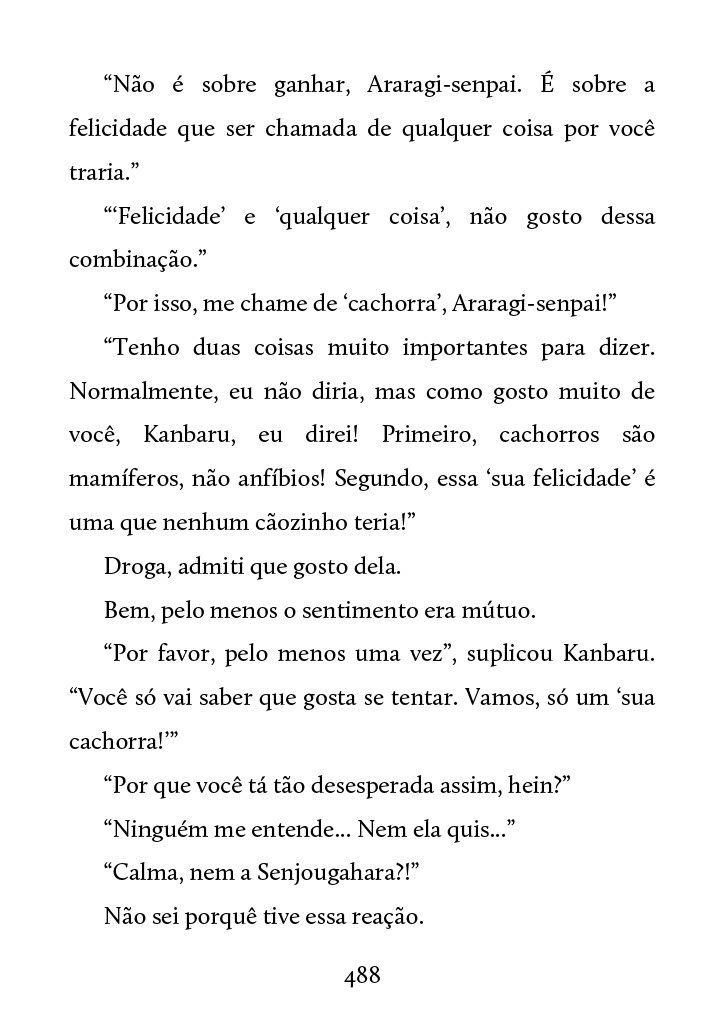 “Não é sobre ganhar, Araragi-senpai. É sobre a
felicidade que ser chamada de qualquer coisa por você
traria.”
“‘Felicidade’ e ‘qualquer coisa’, não gosto dessa
combinação.”
“Por isso, me chame de ‘cachorra’, Araragi-senpai!”
“Tenho duas coisas muito importantes para dizer.
Normalmente, eu não diria, mas como gosto muito de
você, Kanbaru, eu direi! Primeiro, cachorros são
mamíferos, não anfíbios! Segundo, essa ‘sua felicidade’ é
uma que nenhum cãozinho teria!”
Droga, admiti que gosto dela.
Bem, pelo menos o sentimento era mútuo.
“Por favor, pelo menos uma vez”, suplicou Kanbaru.
“Você só vai saber que gosta se tentar. Vamos, só um ‘sua
cachorra!’”
“Por que você tá tão desesperada assim, hein?”
“Ninguém me entende... Nem ela quis...”
“Calma, nem a Senjougahara?!”
Não sei porquê tive essa reação.
488